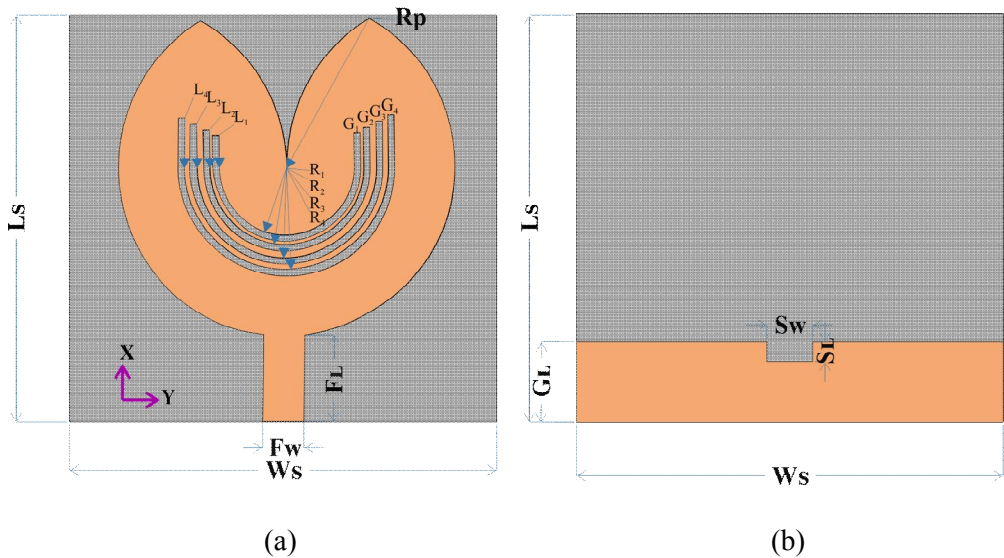 Rp
L₄
L₃
L₂
L₁
G₁ G₂ G₃ G₄
R₁
R₂
R₃
R₄
Ls
X
Y
FL
Fw
Ws
(a)
Ls
Sw
SL
GL
Ws
(b)